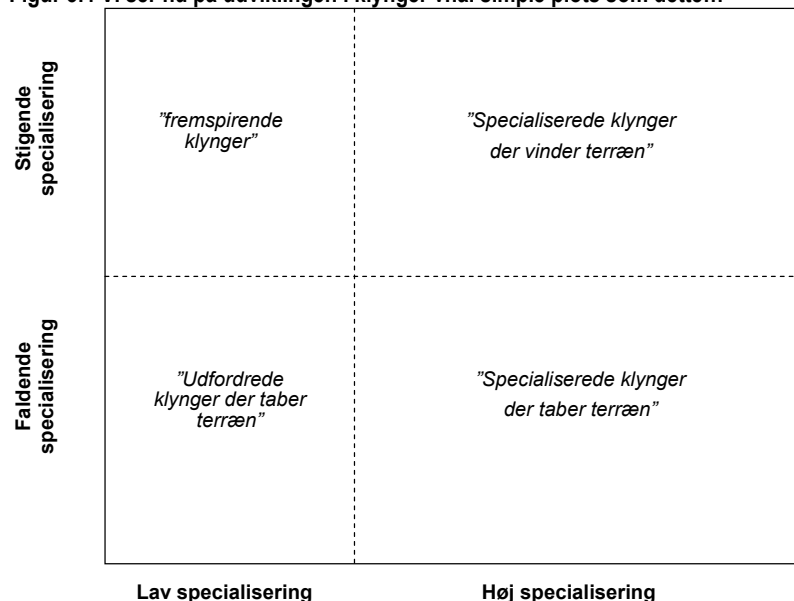 Stigende
specialisering
"fremspirende
klynger"
"Specialiserede klynger
der vinder terræn"
Faldende
specialisering
"Udfordrede
klynger der taber
terræn"
"Specialiserede klynger
der taber terræn"
Lav specialisering
Høj specialisering